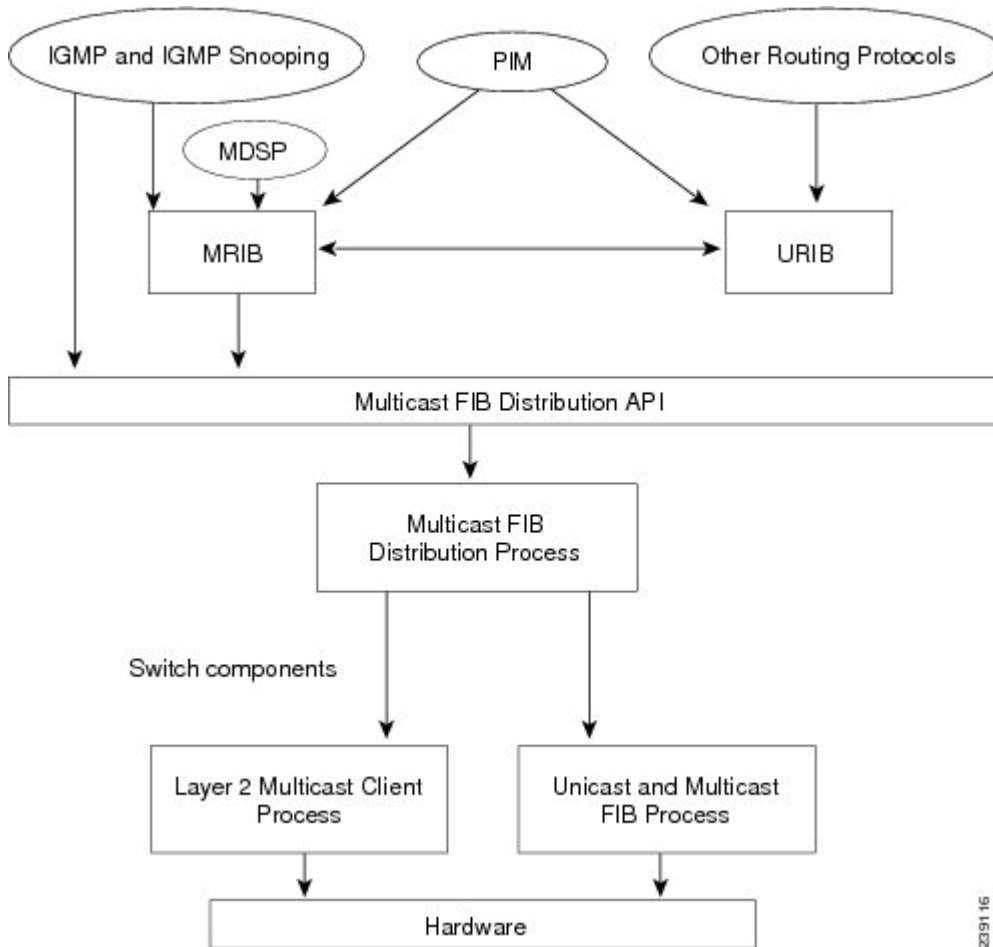 IGMP and IGMP Snooping
PIM
Other Routing Protocols
MDSP
MRIB
URIB
Multicast FIB Distribution API
Multicast FIB
Distribution Process
Switch components
Layer 2 Multicast Client
Process
Unicast and Multicast
FIB Process
Hardware
239116